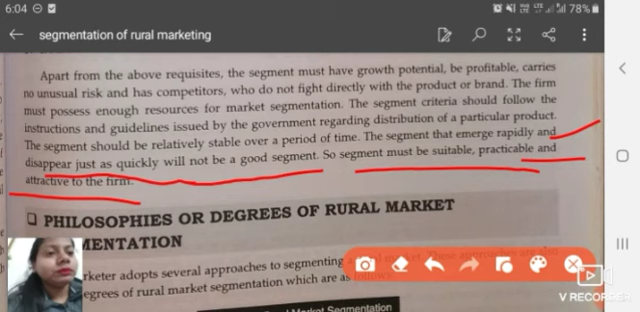 6:04
78%
segmentation of rural marketing
Apart from the above requisites, the segment must have growth potential, be profitable, carries
no unusual risk and has competitors, who do not fight directly with the product or brand. The firm
must possess enough resources for market segmentation. The segment criteria should follow the
instructions and guidelines issued by the government regarding distribution of a particular product.
The segment should be relatively stable over a period of time. The segment that emerge rapidly and
disappear just as quickly will not be a good segment. So segment must be suitable, practicable and
attractive to the firm.
❑ PHILOSOPHIES OR DEGREES OF RURAL MARKET
MENTATION
rketer adopts several approaches to segmenting
egrees of rural market segmentation which are as
Market Segmentation
V RECORDER